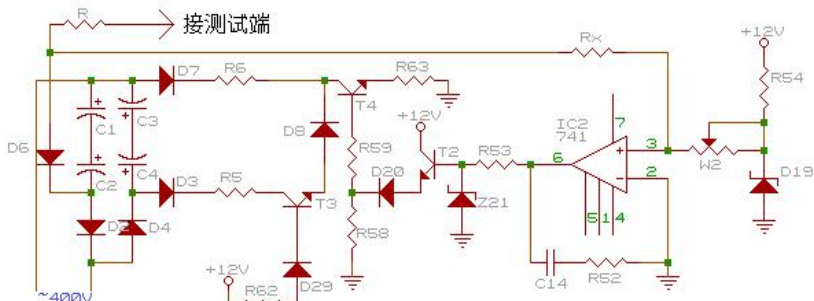 R
接测试端
Rx
+12V
D7
R6
R63
R54
T4
+12V
IC2
741
7
C1
C3
D8
R59
T2
R53
6
3
D6
W2
C2
C4
D20
2
D19
D3
R5
T3
Z21
5
1
4
D2
D4
R58
+12V
C14
R52
D29
R62
~400V